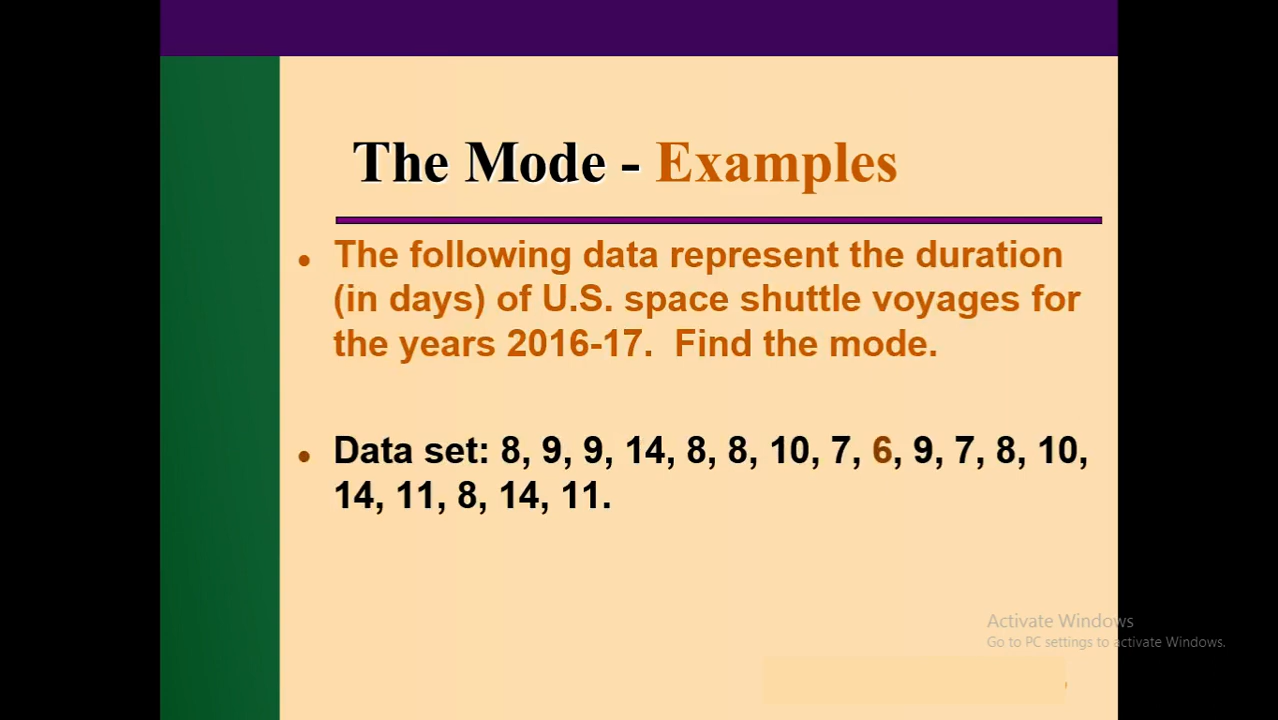 The Mode - Examples
• The following data represent the duration
(in days) of U.S. space shuttle voyages for
the years 2016-17. Find the mode.
• Data set: 8, 9, 9, 14, 8, 8, 10, 7, 6, 9, 7, 8, 10,
14, 11, 8, 14, 11.
Activate Windows
Go to PC settings to activate Windows.